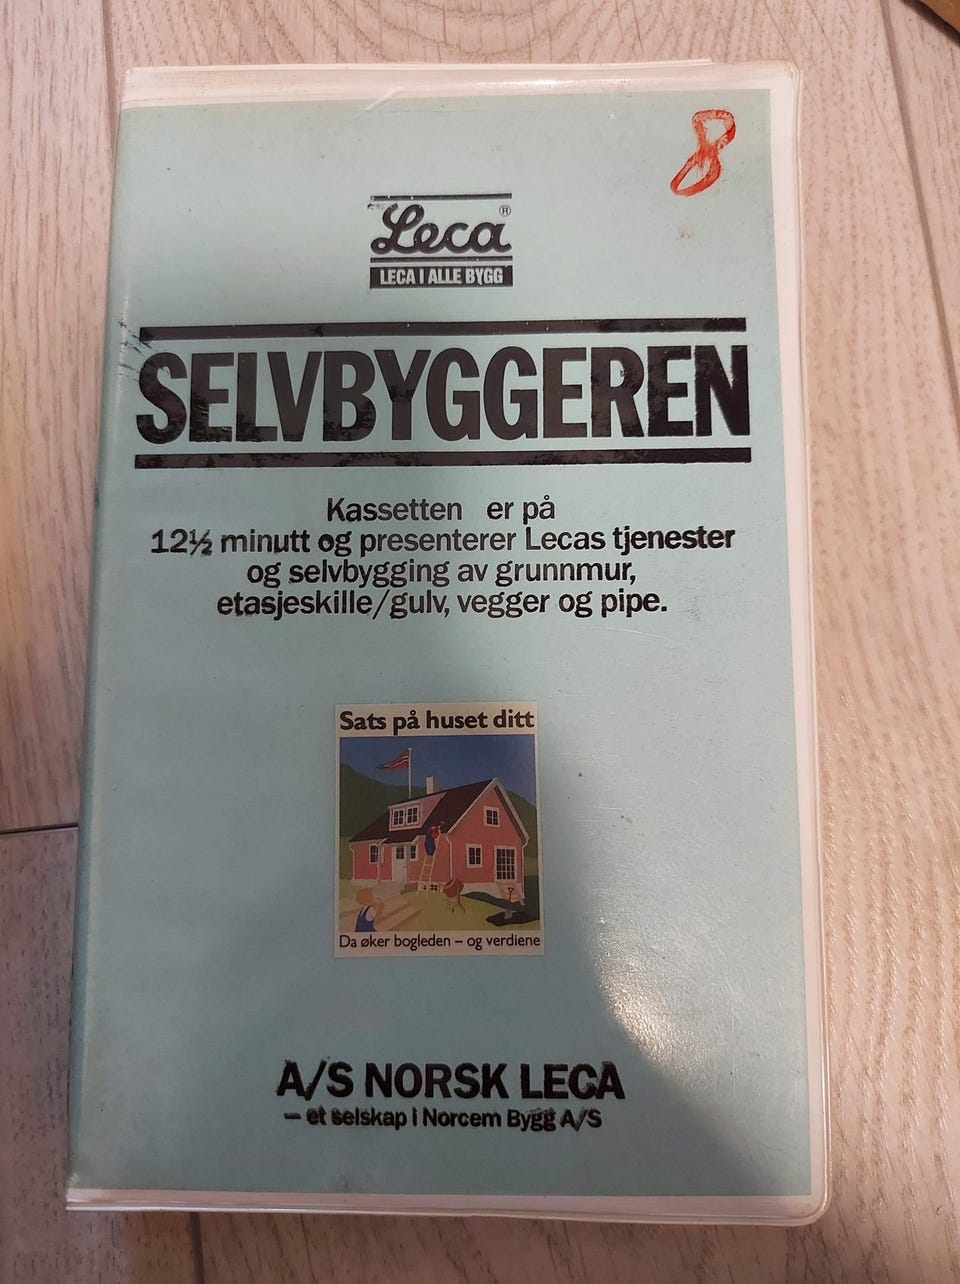 8
Leca®
LECA I ALLE BYGG
SELVBYGGEREN
Kassetten er på
12½ minutt og presenterer Lecas tjenester
og selvbygging av grunnmur,
etasjeskille/gulv, vegger og pipe.
Sats på huset ditt
Da øker bogleden – og verdiene
A/S NORSK LECA
– et selskap i Norcem Bygg A/S